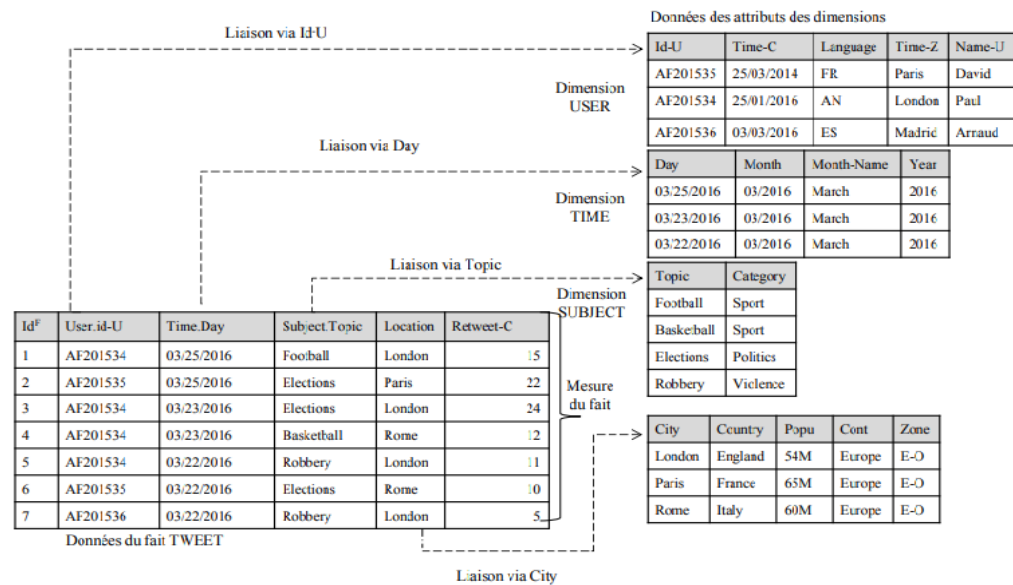 Données des attributs des dimensions
Liaison via Id-U
Id-U Time-C Language Time-Z Name-U
AF201535 25/03/2014 FR Paris David
AF201534 25/01/2016 AN London Paul
AF201536 03/03/2016 ES Madrid Arnaud
Dimension
USER
Liaison via Day
Day Month Month-Name Year
03/25/2016 03/2016 March 2016
03/23/2016 03/2016 March 2016
03/22/2016 03/2016 March 2016
Dimension
TIME
Liaison via Topic
Topic Category
Football Sport
Basketball Sport
Elections Politics
Robbery Violence
Dimension
SUBJECT
Id^F User.id-U Time.Day Subject.Topic Location Retweet-C
1 AF201534 03/25/2016 Football London 15
2 AF201535 03/25/2016 Elections Paris 22
3 AF201534 03/23/2016 Elections London 24
4 AF201534 03/23/2016 Basketball Rome 12
5 AF201534 03/22/2016 Robbery London 11
6 AF201535 03/22/2016 Elections Rome 10
7 AF201536 03/22/2016 Robbery London 5
Mesure
du fait
City Country Popu Cont Zone
London England 54M Europe E-O
Paris France 65M Europe E-O
Rome Italy 60M Europe E-O
Données du fait TWEET
Liaison via City